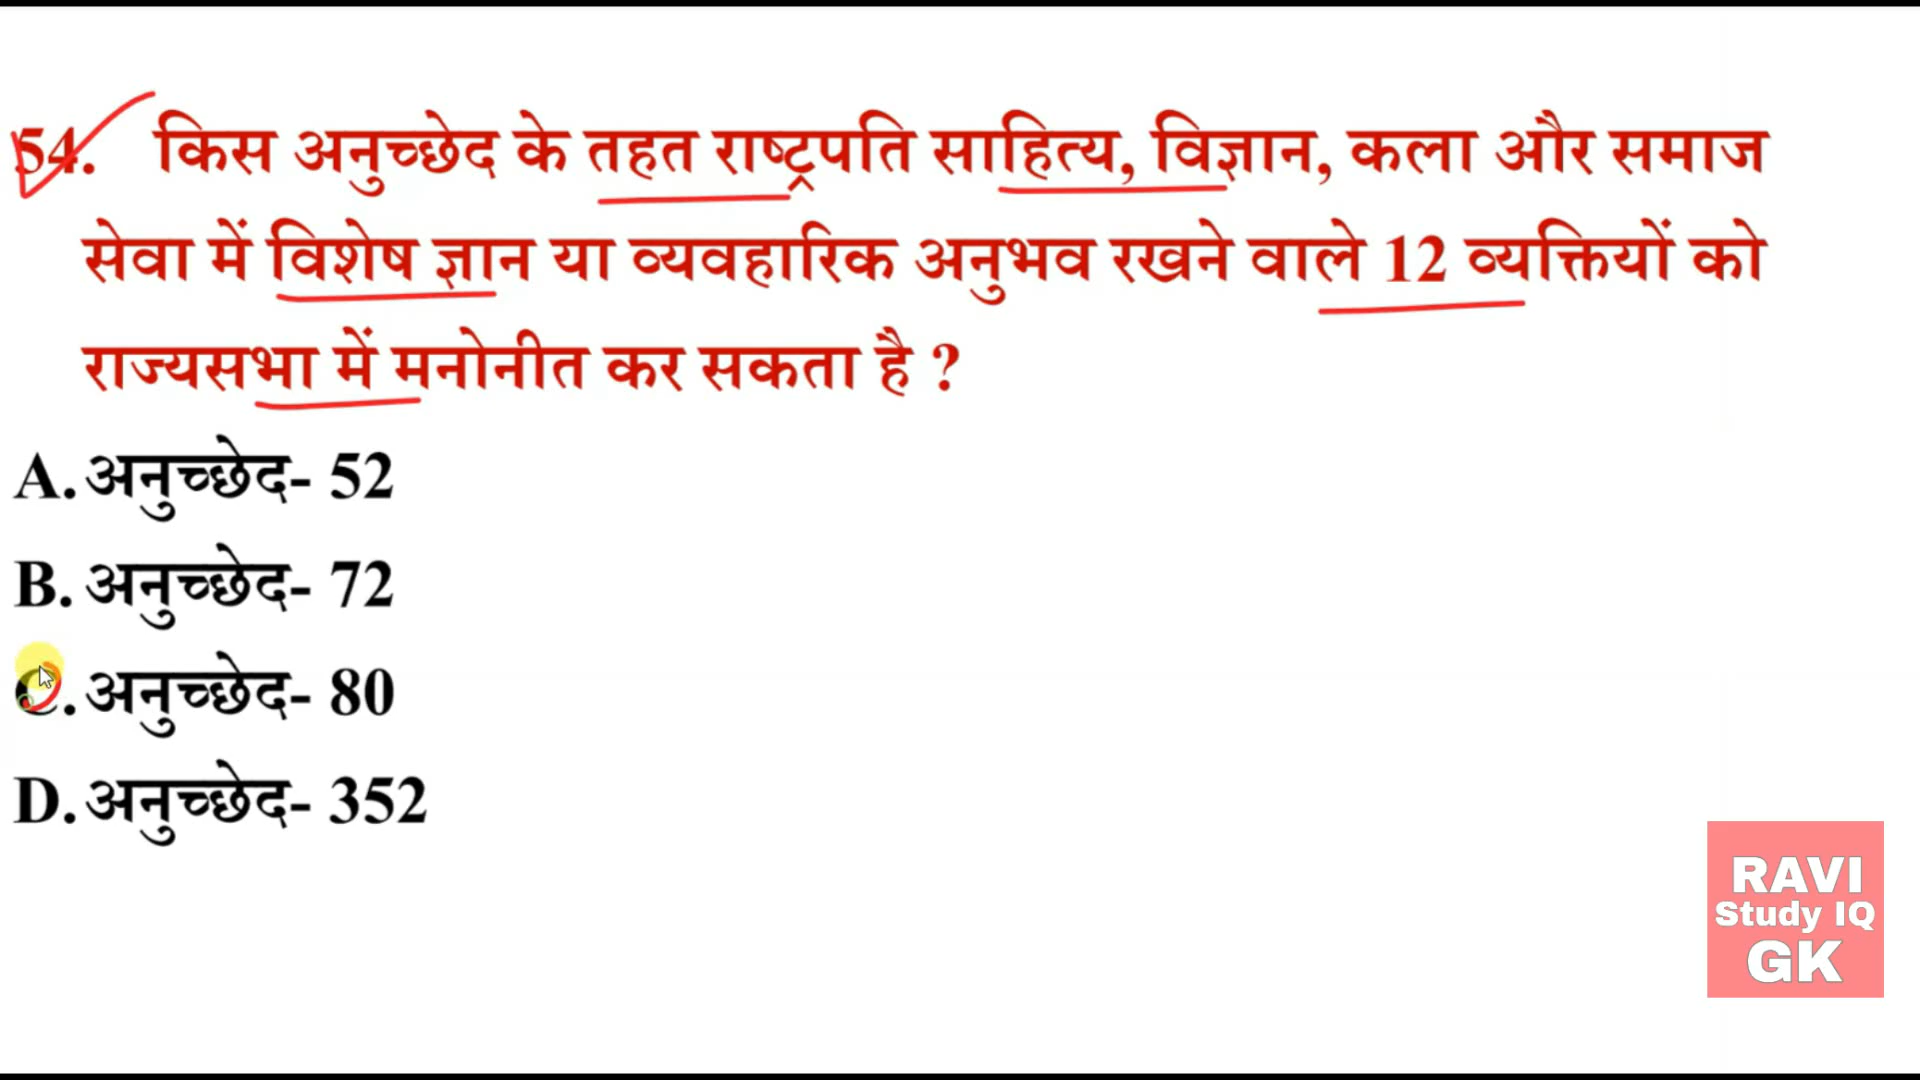 54. किस अनुच्छेद के तहत राष्ट्रपति साहित्य, विज्ञान, कला और समाज
सेवा में विशेष ज्ञान या व्यवहारिक अनुभव रखने वाले 12 व्यक्तियों को
राज्यसभा में मनोनीत कर सकता है ?
A. अनुच्छेद- 52
B. अनुच्छेद- 72
C. अनुच्छेद- 80
D. अनुच्छेद- 352
RAVI
Study IQ
GK